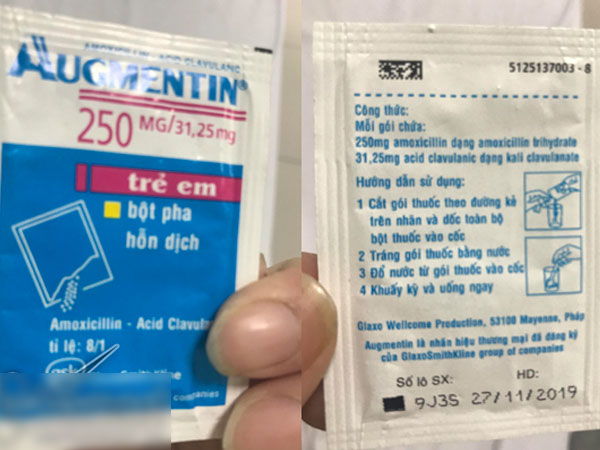 AMOXICILLIN - ACID CLAVULANIC
AUGMENTIN®
250 MG/31,25mg
trẻ em
bột pha
hỗn dịch
Amoxicillin - Acid
tỉ lệ: 8/1
gsk
companies
5125137003 - 8
Công thức:
Mỗi gói chứa:
250mg amoxicillin dạng amoxicillin trihydrate
31,25mg acid clavulanic dạng kali clavulanate
Hướng dẫn sử dụng:
1 Cắt gói thuốc theo đường kẻ
trên nhãn và dốc toàn bộ
bột thuốc vào cốc
2 Tráng gói thuốc bằng nước
3 Đổ nước từ gói thuốc vào cốc
4 Khuấy kỹ và uống ngay
Glaxo Wellcome Production, 53100 Mayenne, Pháp
Augmentin là nhãn hiệu thương mại đã đăng ký
của GlaxoSmithKline group of companies
Số lô SX: HD:
9J3S 27/11/2019